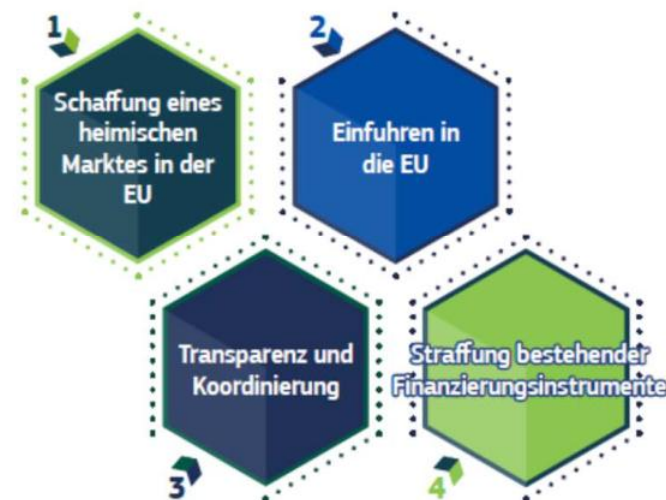 1
Schaffung eines
heimischen
Marktes in der
EU
2
Einfuhren in
die EU
3
Transparenz und
Koordinierung
4
Straffung bestehender
Finanzierungsinstrumente